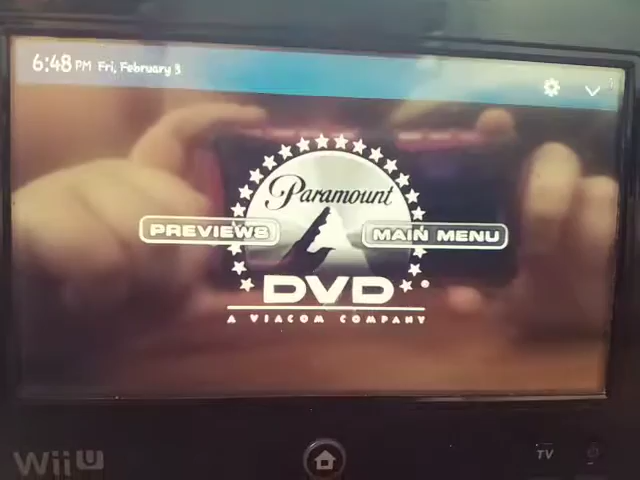 6:48 PM Fri, February 3
Paramount
PREVIEWS
MAIN MENU
DVD
A VIACOM COMPANY
Wii U
TV